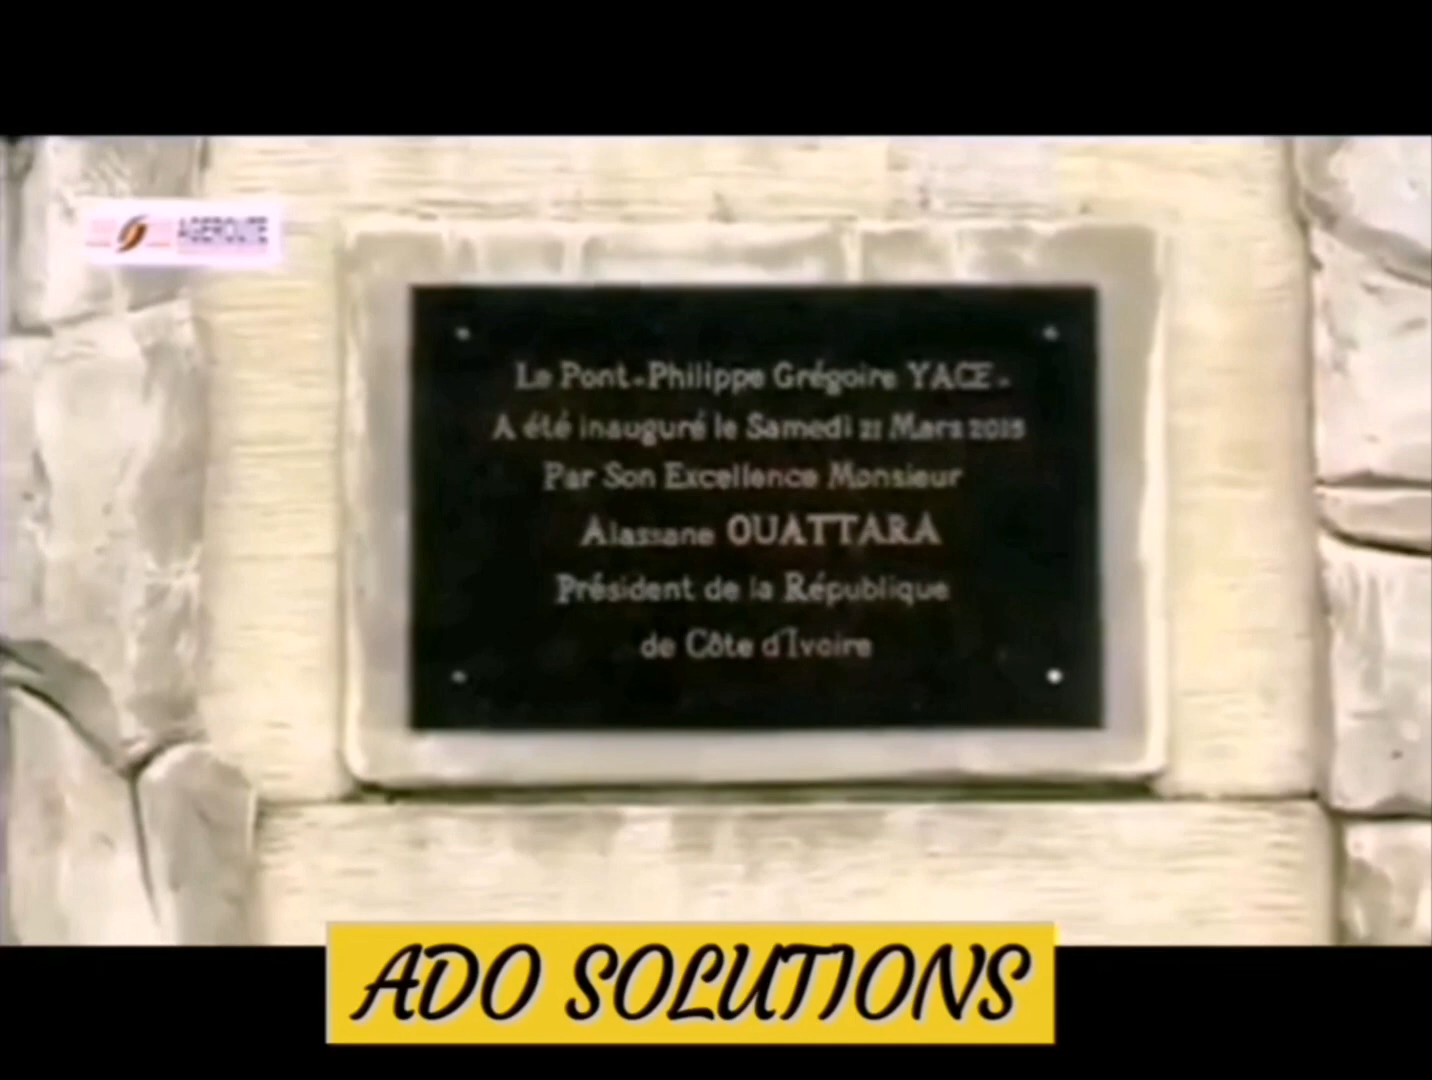 AGEROUTE
Le Pont-Philippe Grégoire YACE-
A été inauguré le Samedi 21 Mars 2015
Par Son Excellence Monsieur
Alassane OUATTARA
Président de la République
de Côte d'Ivoire
ADO SOLUTIONS